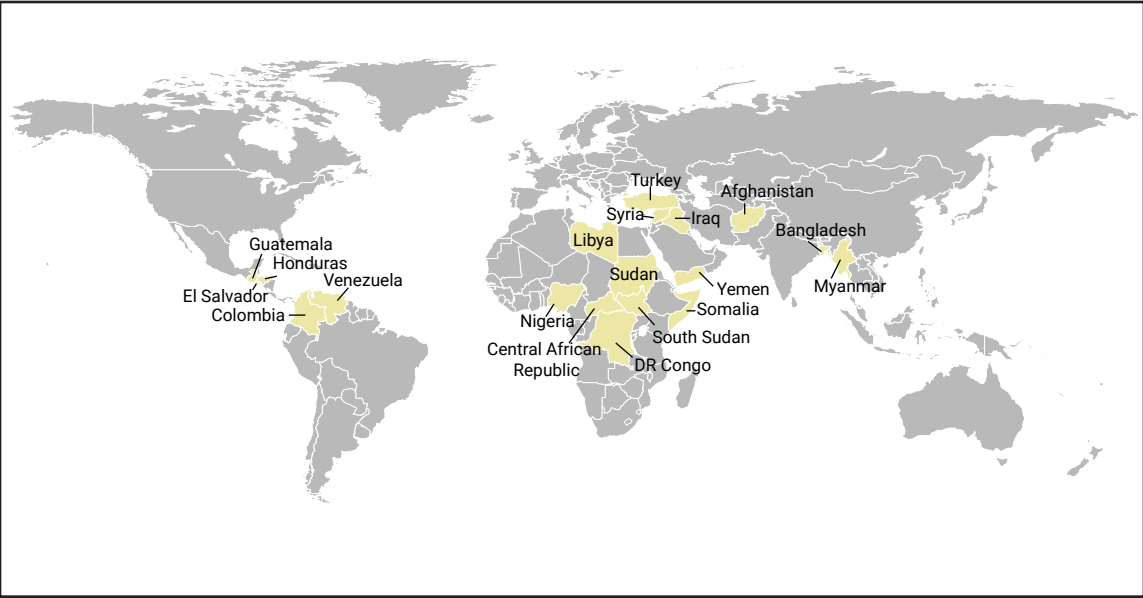 Turkey
Afghanistan
Syria
Iraq
Bangladesh
Libya
Guatemala
Honduras
Sudan
Venezuela
Myanmar
Yemen
El Salvador
Somalia
Colombia
Nigeria
South Sudan
Central African
Republic
DR Congo